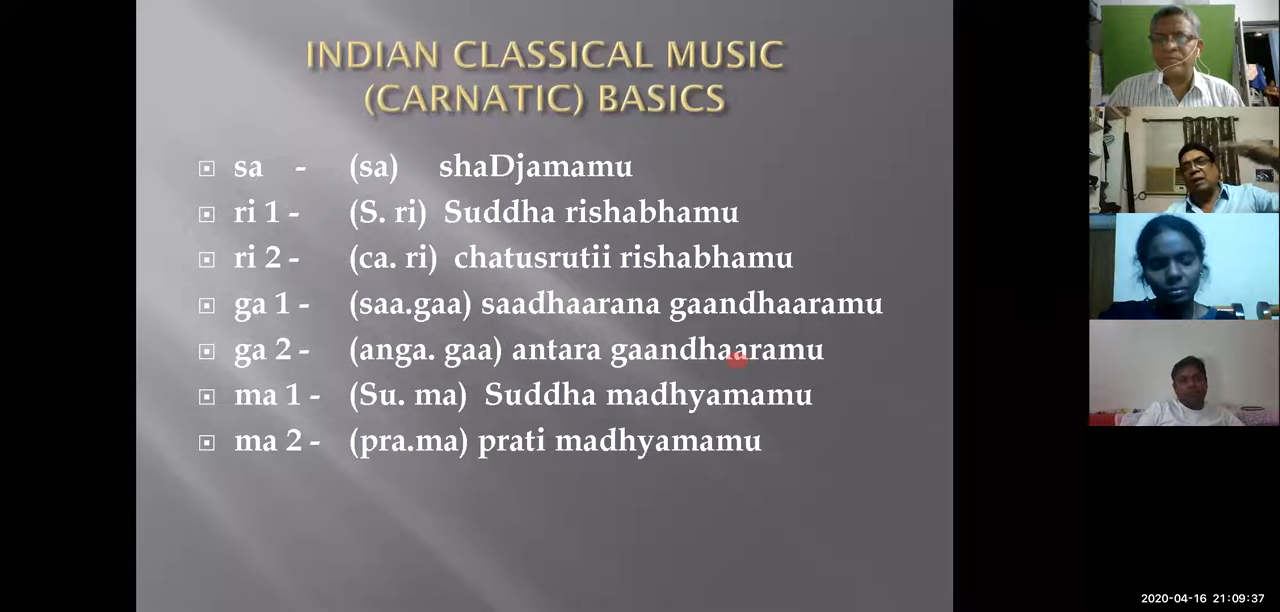 INDIAN CLASSICAL MUSIC
(CARNATIC) BASICS
sa - (sa) shaDjamamu
ri 1 - (S. ri) Suddha rishabhamu
ri 2 - (ca. ri) chatusrutii rishabhamu
ga 1 - (saa.gaa) saadhaarana gaandhaaramu
ga 2 - (anga. gaa) antara gaandhaaramu
ma 1 - (Su. ma) Suddha madhyamamu
ma 2 - (pra.ma) prati madhyamamu
2020-04-16 21:09:37